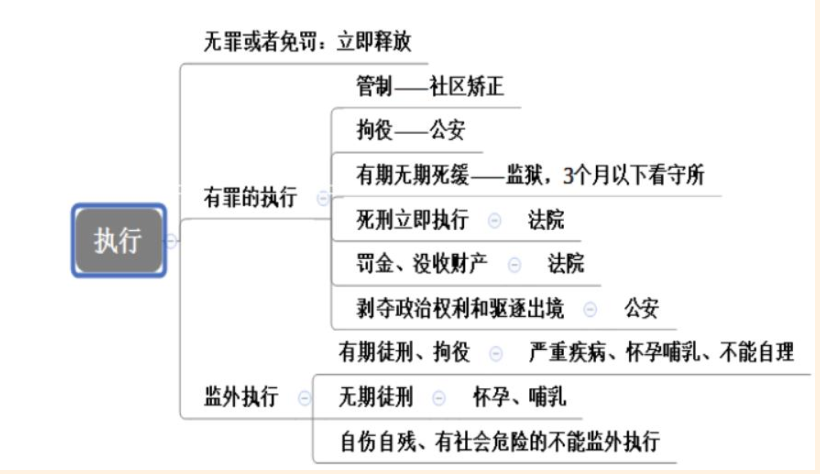 无罪或者免罚：立即释放
管制——社区矫正
拘役——公安
有期无期死缓——监狱，3个月以下看守所
有罪的执行
死刑立即执行 法院
执行
罚金、没收财产 法院
剥夺政治权利和驱逐出境 公安
有期徒刑、拘役 严重疾病、怀孕哺乳、不能自理
监外执行
无期徒刑 怀孕、哺乳
自伤自残、有社会危险的不能监外执行